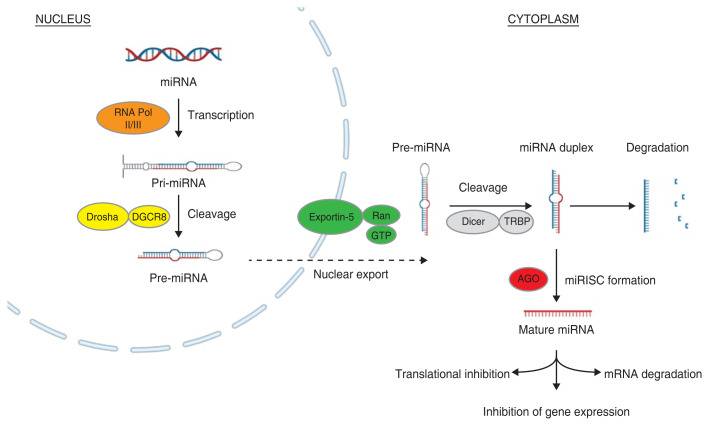 NUCLEUS
CYTOPLASM
miRNA
RNA Pol
II/III
Transcription
Pri-miRNA
Drosha
DGCR8
Cleavage
Pre-miRNA
Exportin-5
Ran
GTP
Nuclear export
Pre-miRNA
Cleavage
Dicer
TRBP
miRNA duplex
Degradation
AGO
miRISC formation
Mature miRNA
Translational inhibition
mRNA degradation
Inhibition of gene expression